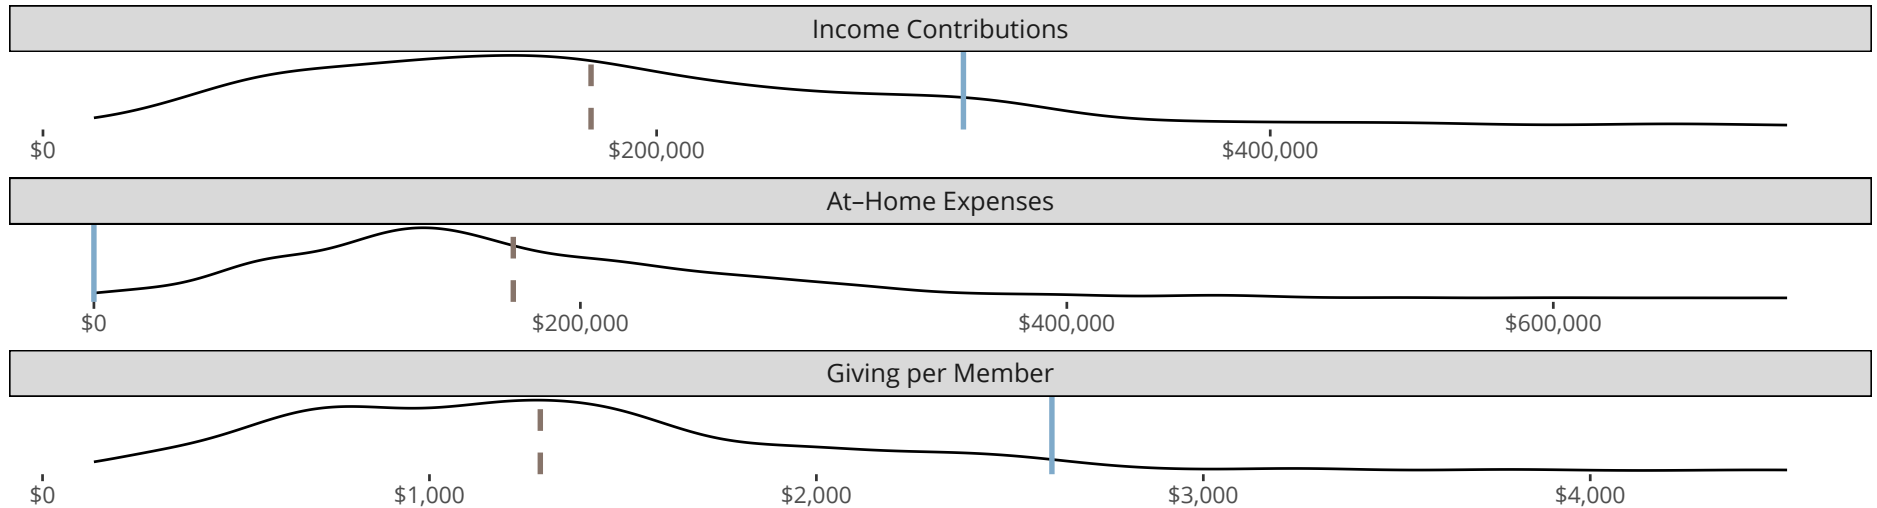 Income Contributions
$0 $200,000 $400,000
At–Home Expenses
$0 $200,000 $400,000 $600,000
Giving per Member
$0 $1,000 $2,000 $3,000 $4,000